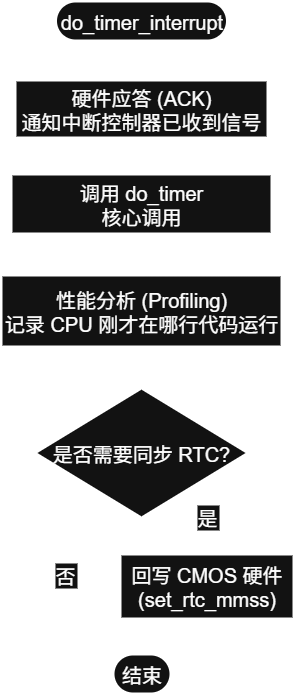 do_timer_interrupt
硬件应答 (ACK)
通知中断控制器已收到信号
调用 do_timer
核心调用
性能分析 (Profiling)
记录 CPU 刚才在哪行代码运行
是否需要同步 RTC?
是
否
回写 CMOS 硬件
(set_rtc_mmss)
结束